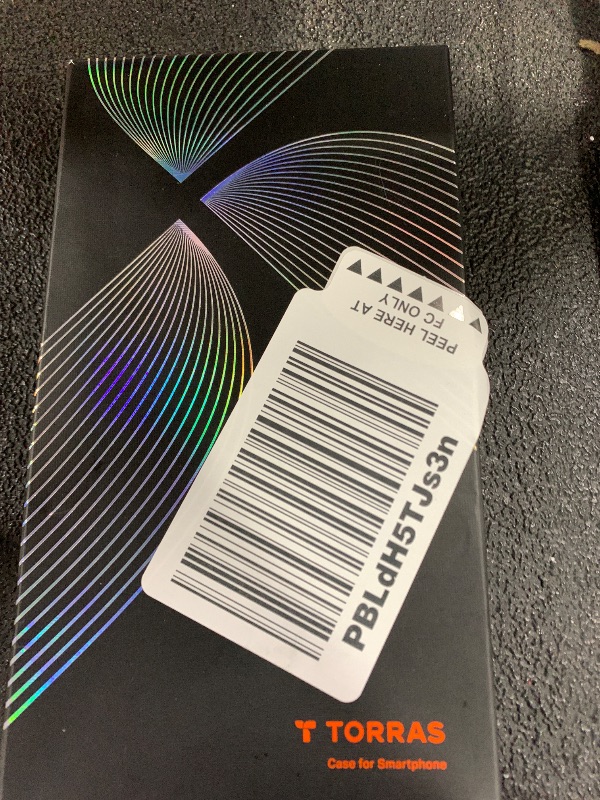 PEEL HERE AT
FC ONLY
PBLdH5TJs3n
TORRAS
Case for Smartphone